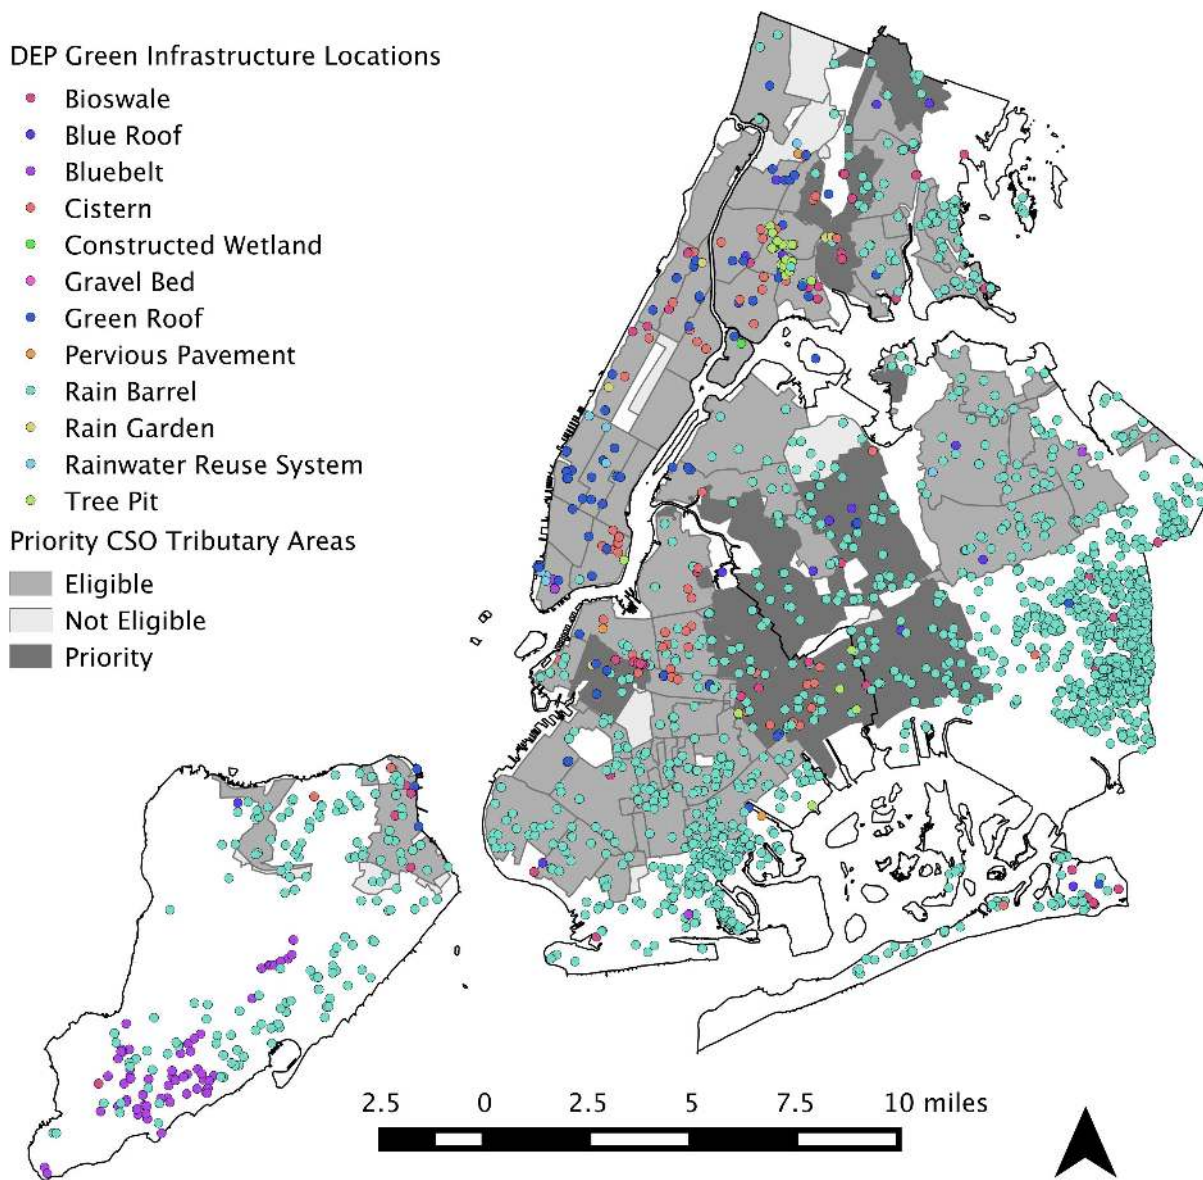 DEP Green Infrastructure Locations
Bioswale
Blue Roof
Bluebelt
Cistern
Constructed Wetland
Gravel Bed
Green Roof
Pervious Pavement
Rain Barrel
Rain Garden
Rainwater Reuse System
Tree Pit
Priority CSO Tributary Areas
Eligible
Not Eligible
Priority
2.5 0 2.5 5 7.5 10 miles